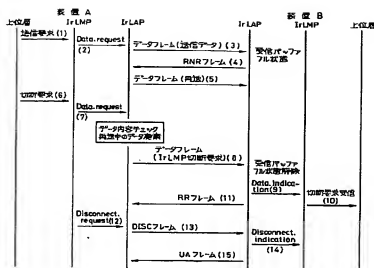 装置A
装置B
上位層
IrLMP
IrLAP
IrLAP
IrLMP
上位層
送信要求(1)
Data.request
(2)
データフレーム(送信データ)(3)
受信バッファ
フル状態
RNRフレーム(4)
データフレーム(再送)(5)
切断要求(6)
Data.request
(7)
データ内容チェック
再送中のデータ破棄
データフレーム
(IrLMP切断要求)(8)
受信バッファ
フル状態解除
Data.indica-
tion(9)
切断要求受信
(10)
RRフレーム(11)
Disconnect.
request(12)
DISCフレーム(13)
Disconnect.
indication
(14)
UAフレーム(15)